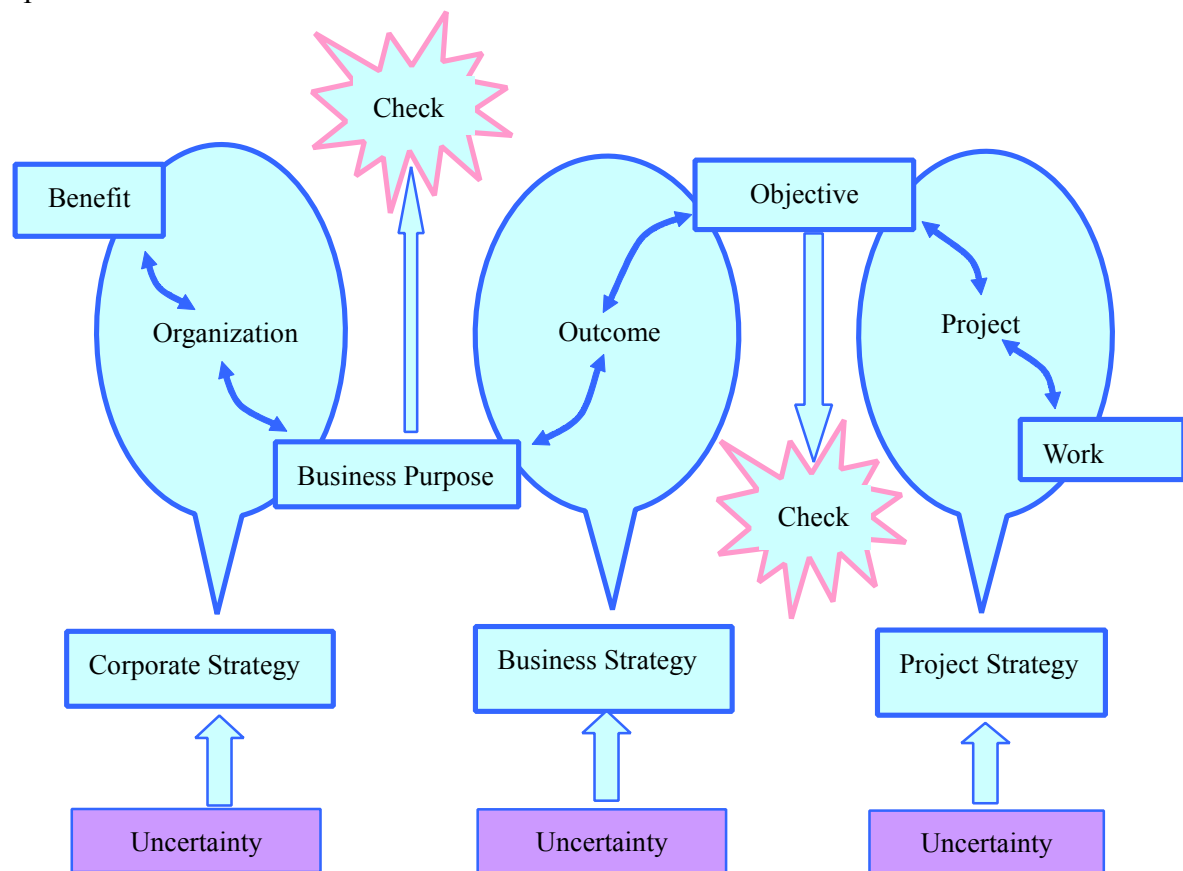 Check
Benefit
Objective
Organization
Outcome
Project
Business Purpose
Work
Check
Corporate Strategy
Business Strategy
Project Strategy
Uncertainty
Uncertainty
Uncertainty